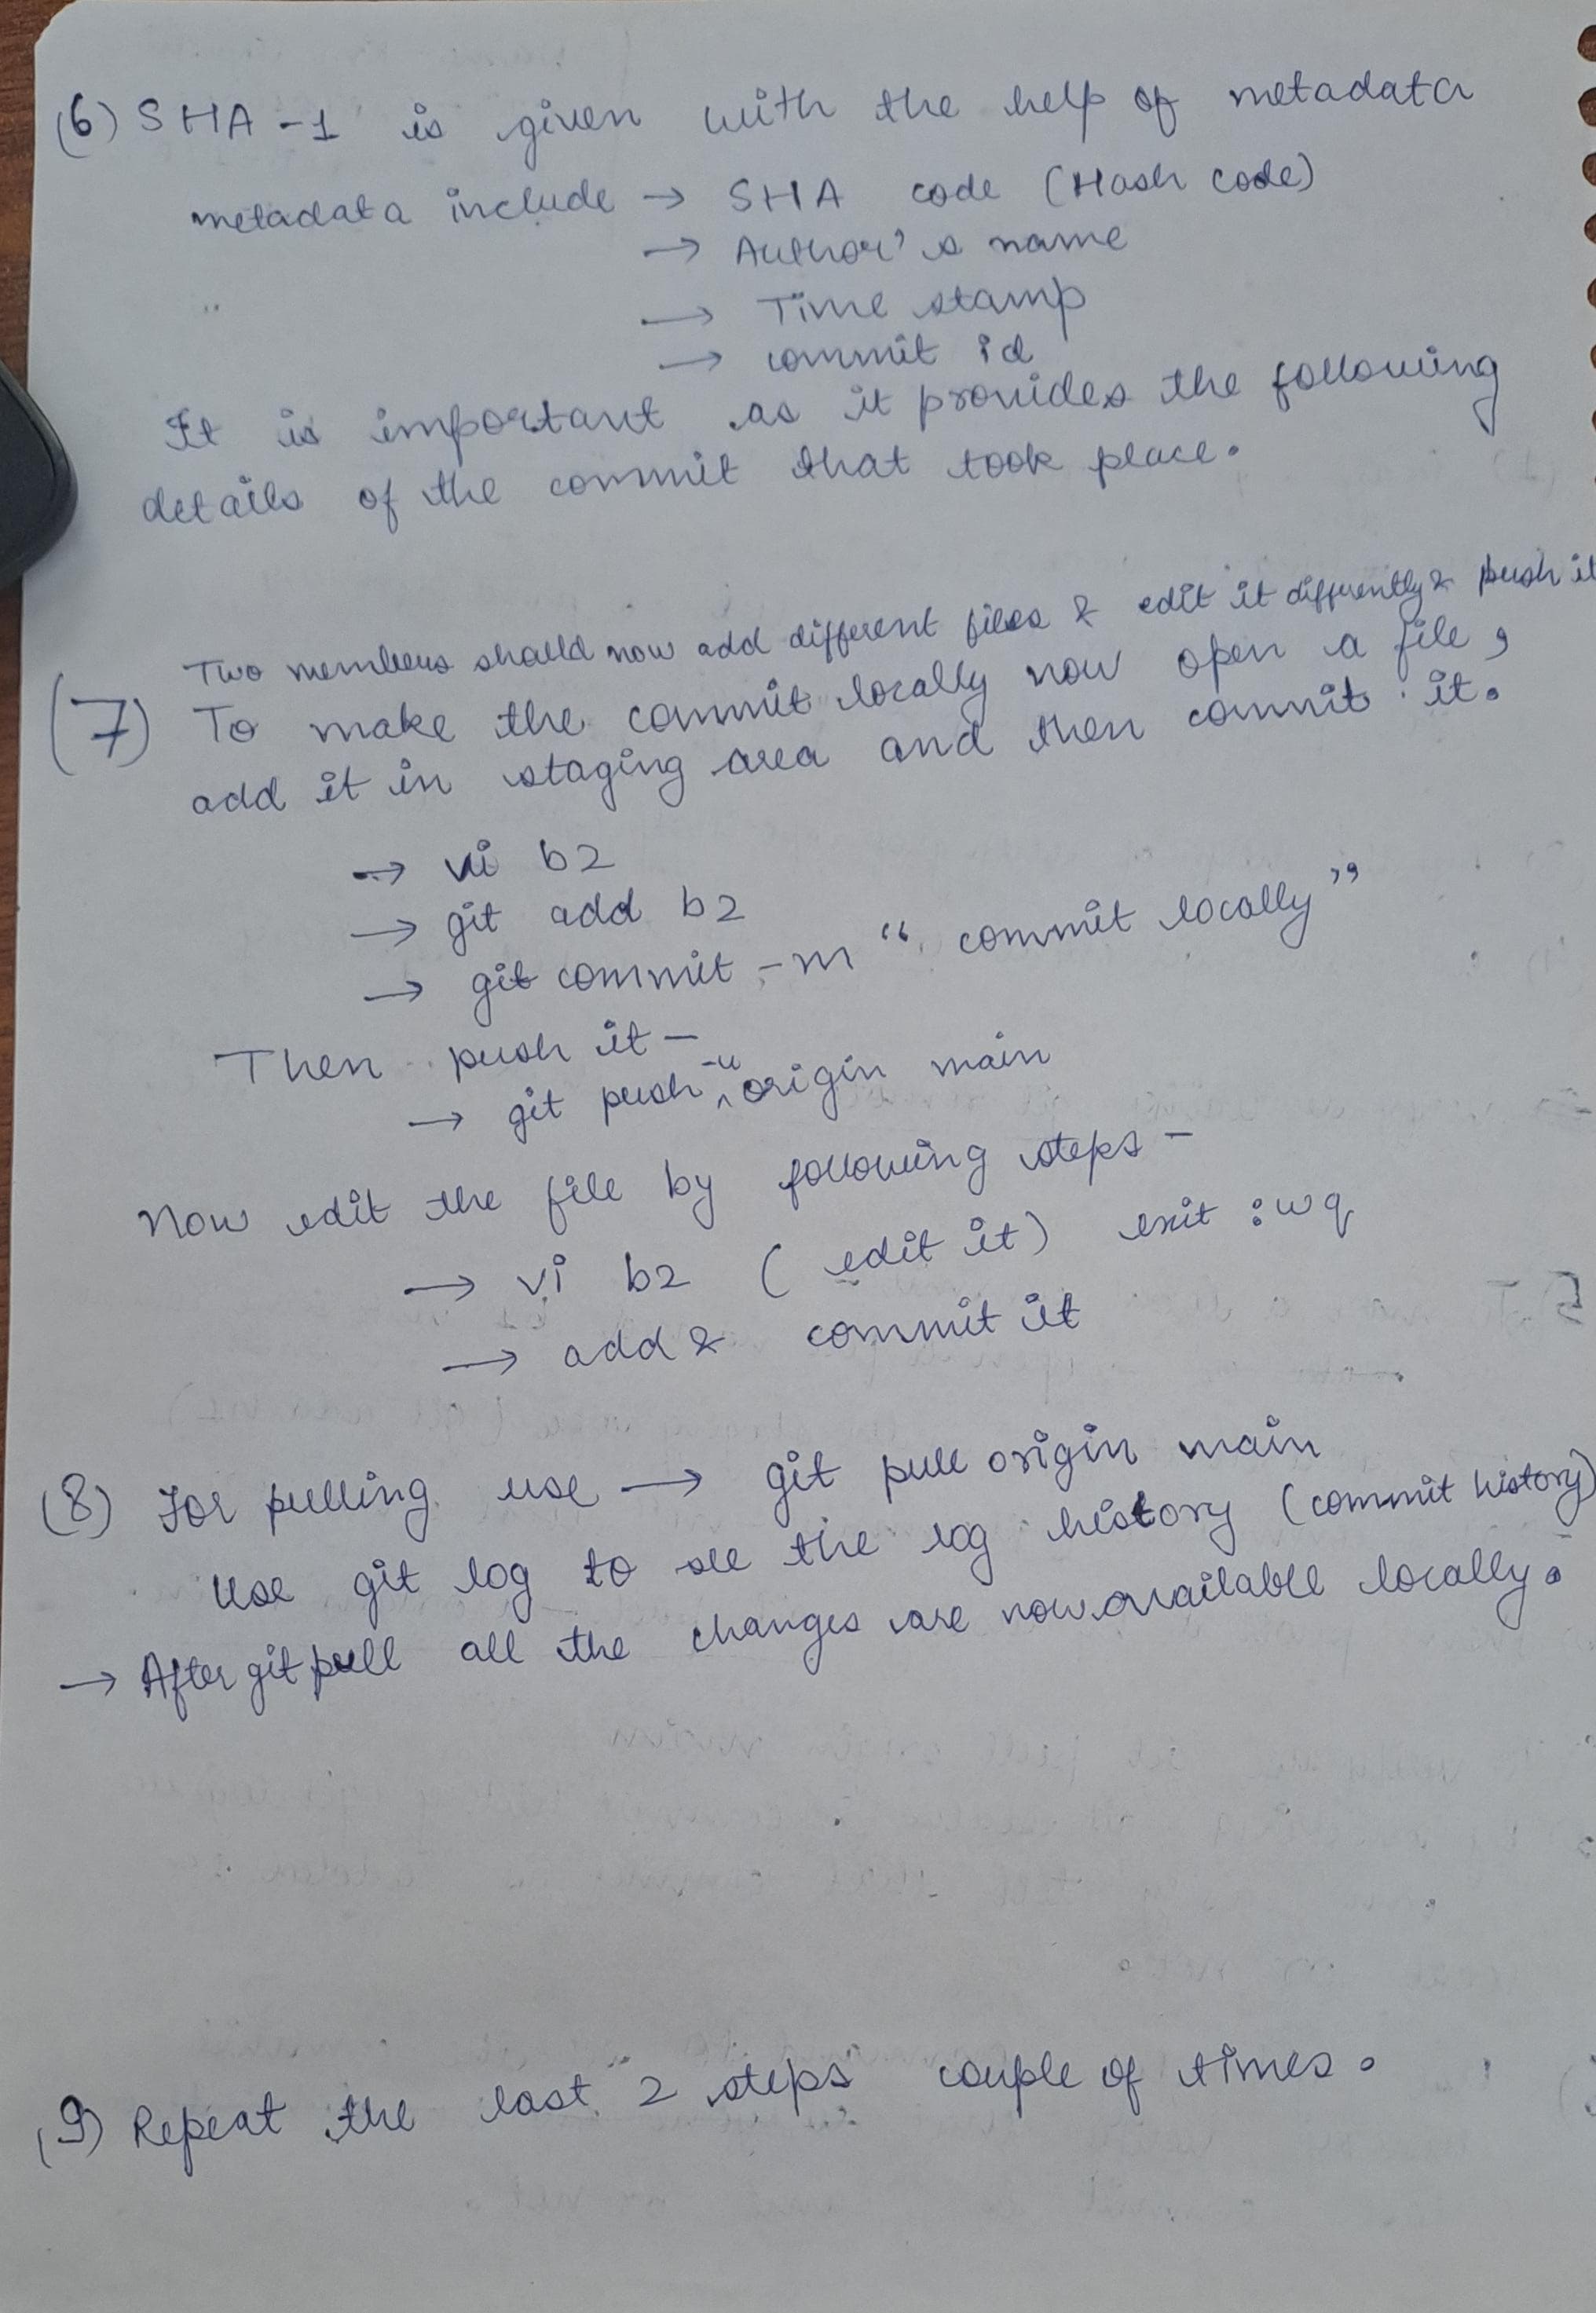 (6) SHA-1 is given with the help of metadata
metadata include → SHA code (Hash code)
→ Author's name
→ Time stamp
→ commit id
It is important as it provides the following
details of the commit that took place.
Two members should now add different files & edit it differently & push it
(7) To make the commit locally now open a file,
add it in staging area and then commit it.
→ vi b2
→ git add b2
→ git commit -m "commit locally"
Then push it -
→ git push -u origin main
Now edit the file by following steps -
→ vi b2 (edit it) exit :wq
→ add & commit it
(8) For pulling use → git pull origin main
Use git log to see the log history (commit history)
→ After git pull all the changes are now available locally.
(9) Repeat the last 2 steps couple of times.